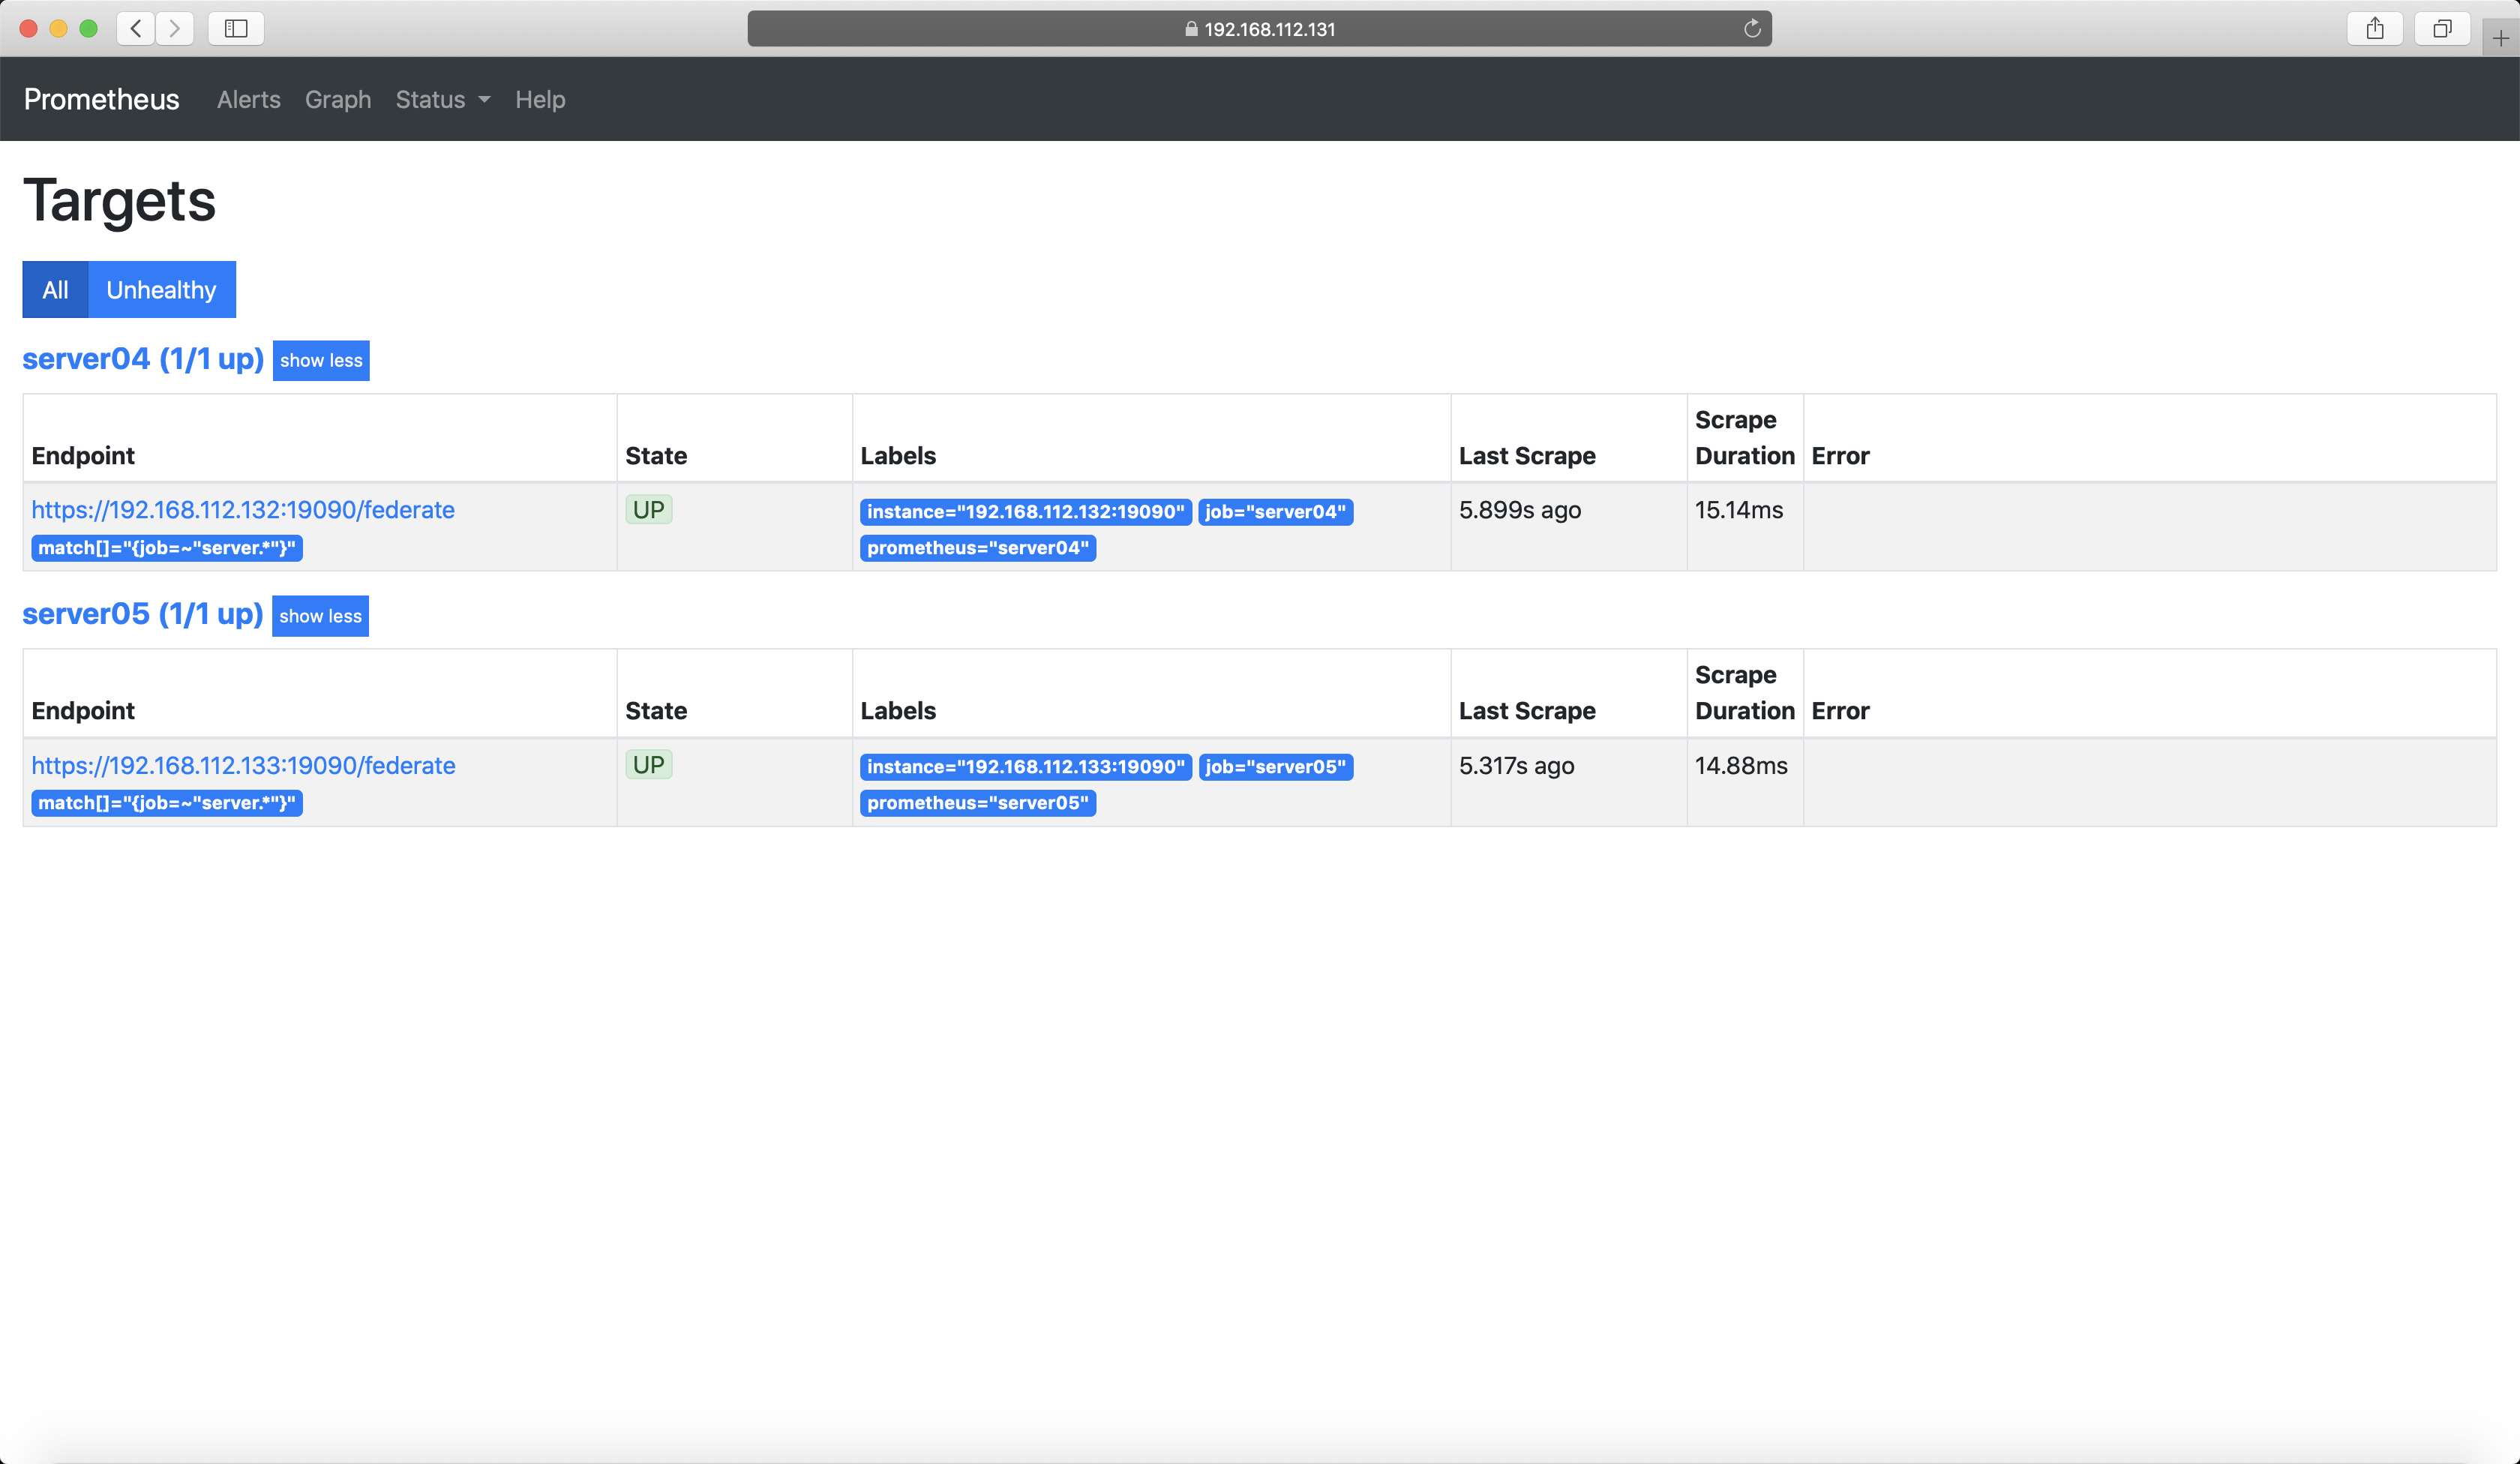 192.168.112.131
Prometheus Alerts Graph Status Help
Targets
All Unhealthy
server04 (1/1 up) show less
Endpoint State Labels Last Scrape Scrape Duration Error
https://192.168.112.132:19090/federate UP instance="192.168.112.132:19090" job="server04" 5.899s ago 15.14ms
match[]="{job=~"server.*"}" prometheus="server04"
server05 (1/1 up) show less
Endpoint State Labels Last Scrape Scrape Duration Error
https://192.168.112.133:19090/federate UP instance="192.168.112.133:19090" job="server05" 5.317s ago 14.88ms
match[]="{job=~"server.*"}" prometheus="server05"